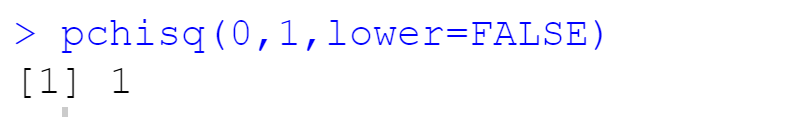 > pchisq(0,1,lower=FALSE)
[1] 1